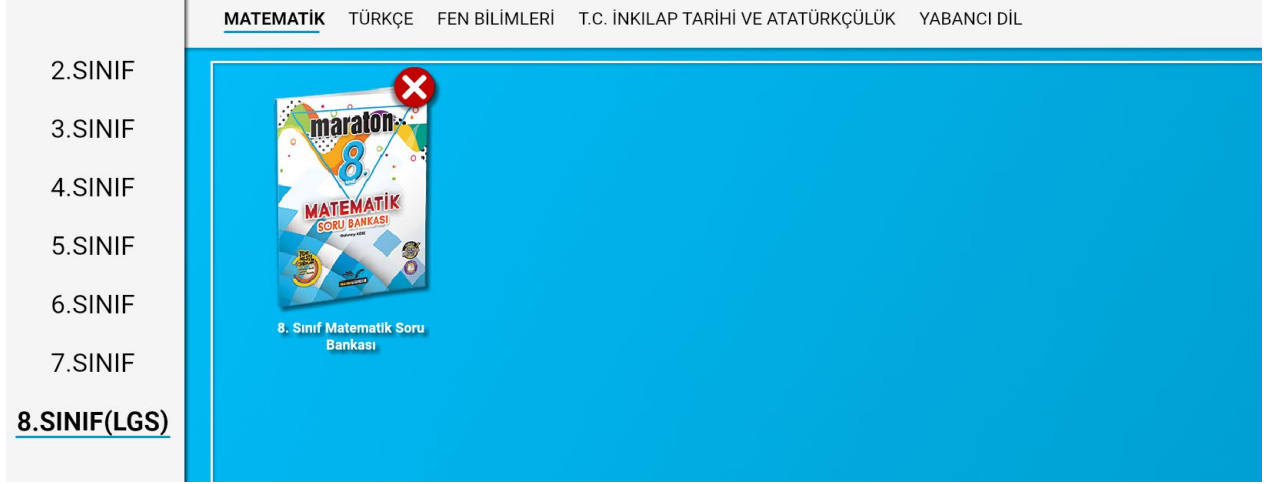 MATEMATİK TÜRKÇE FEN BİLİMLERİ T.C. İNKILAP TARİHİ VE ATATÜRKÇÜLÜK YABANCI DİL
2.SINIF
3.SINIF
4.SINIF
5.SINIF
6.SINIF
7.SINIF
8.SINIF(LGS)
maraton
8.
MATEMATİK
SORU BANKASI
8. Sınıf Matematik Soru
Bankası